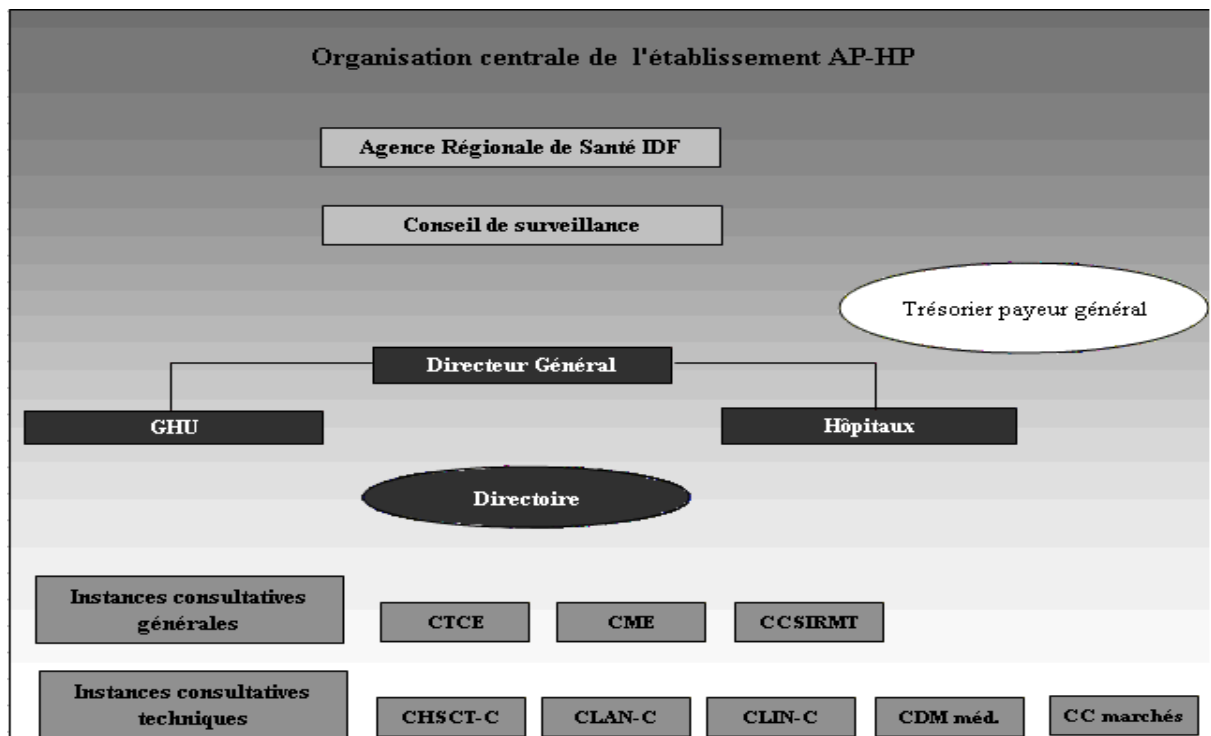 Organisation centrale de l'établissement AP-HP
Agence Régionale de Santé IDF
Conseil de surveillance
Trésorier payeur général
Directeur Général
GHU
Hôpitaux
Directoire
Instances consultatives
générales
CTCE
CME
CCSIRMT
Instances consultatives
techniques
CHSCT-C
CLAN-C
CLIN-C
CDM méd.
CC marchés